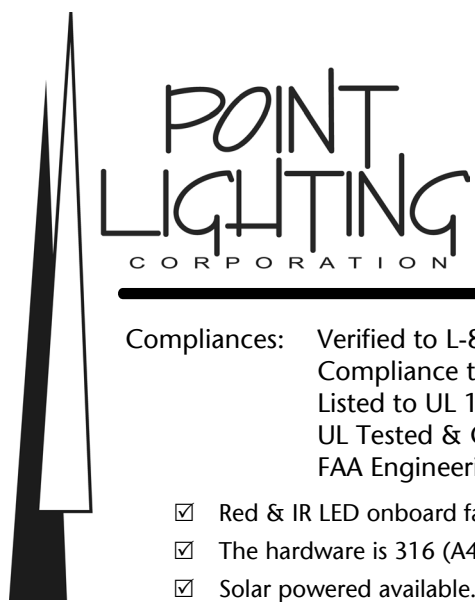 POINT
LIGHTING
CORPORATION
Compliances: Verified to L-8
Compliance t
Listed to UL 1
UL Tested & C
FAA Engineeri
☑ Red & IR LED onboard fa
☑ The hardware is 316 (A4
☑ Solar powered available.